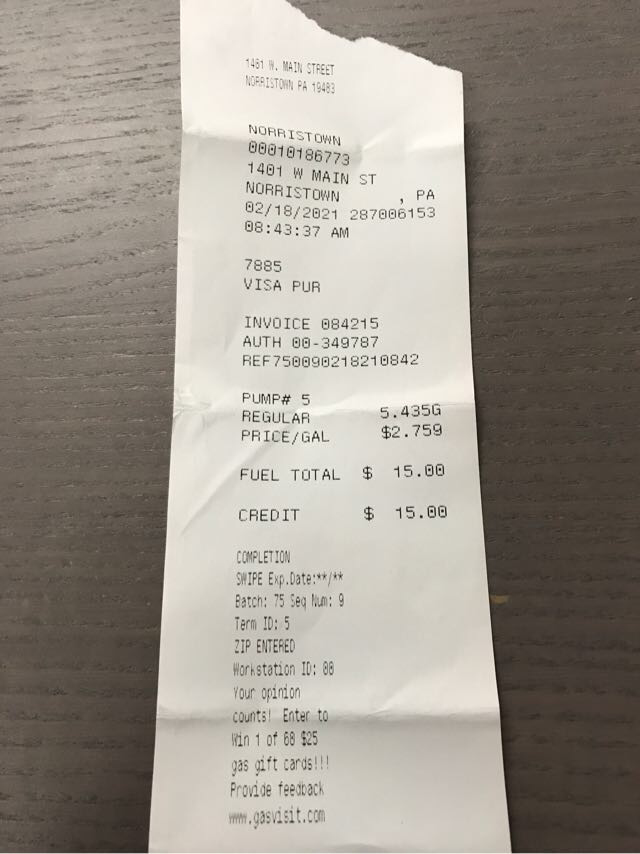 1401 W. MAIN STREET
NORRISTOWN PA 19403
NORRISTOWN
00010186773
1401 W MAIN ST
NORRISTOWN , PA
02/18/2021 287006153
08:43:37 AM
7885
VISA PUR
INVOICE 084215
AUTH 00-349787
REF750090218210842
PUMP# 5
REGULAR 5.435G
PRICE/GAL $2.759
FUEL TOTAL $ 15.00
CREDIT $ 15.00
COMPLETION
SWIPE Exp.Date:**/**
Batch: 75 Seq Num: 9
Term ID: 5
ZIP ENTERED
Workstation ID: 00
Your opinion
counts! Enter to
Win 1 of 60 $25
gas gift cards!!!
Provide feedback
www.gasvisit.com